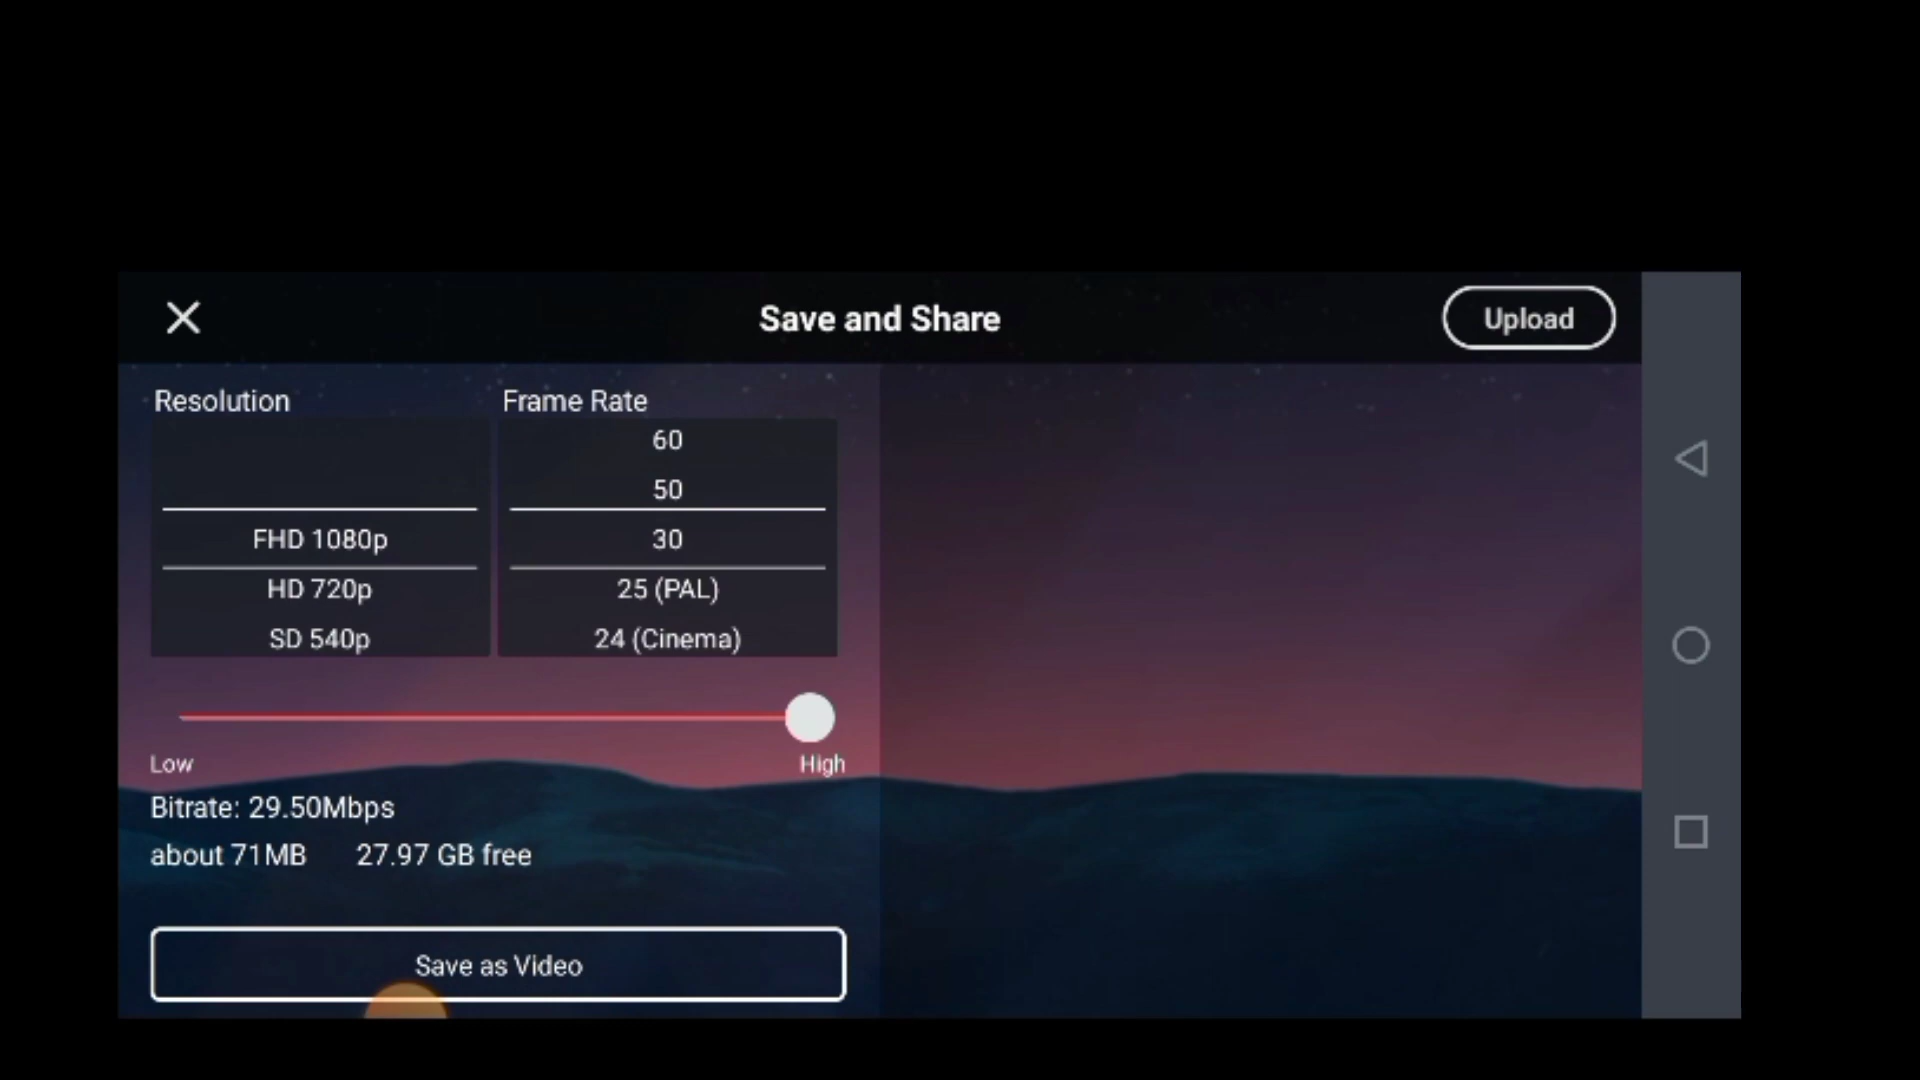 Save and Share
Upload
Resolution
Frame Rate
60
50
FHD 1080p
30
HD 720p
25 (PAL)
SD 540p
24 (Cinema)
Low
High
Bitrate: 29.50Mbps
about 71MB 27.97 GB free
Save as Video